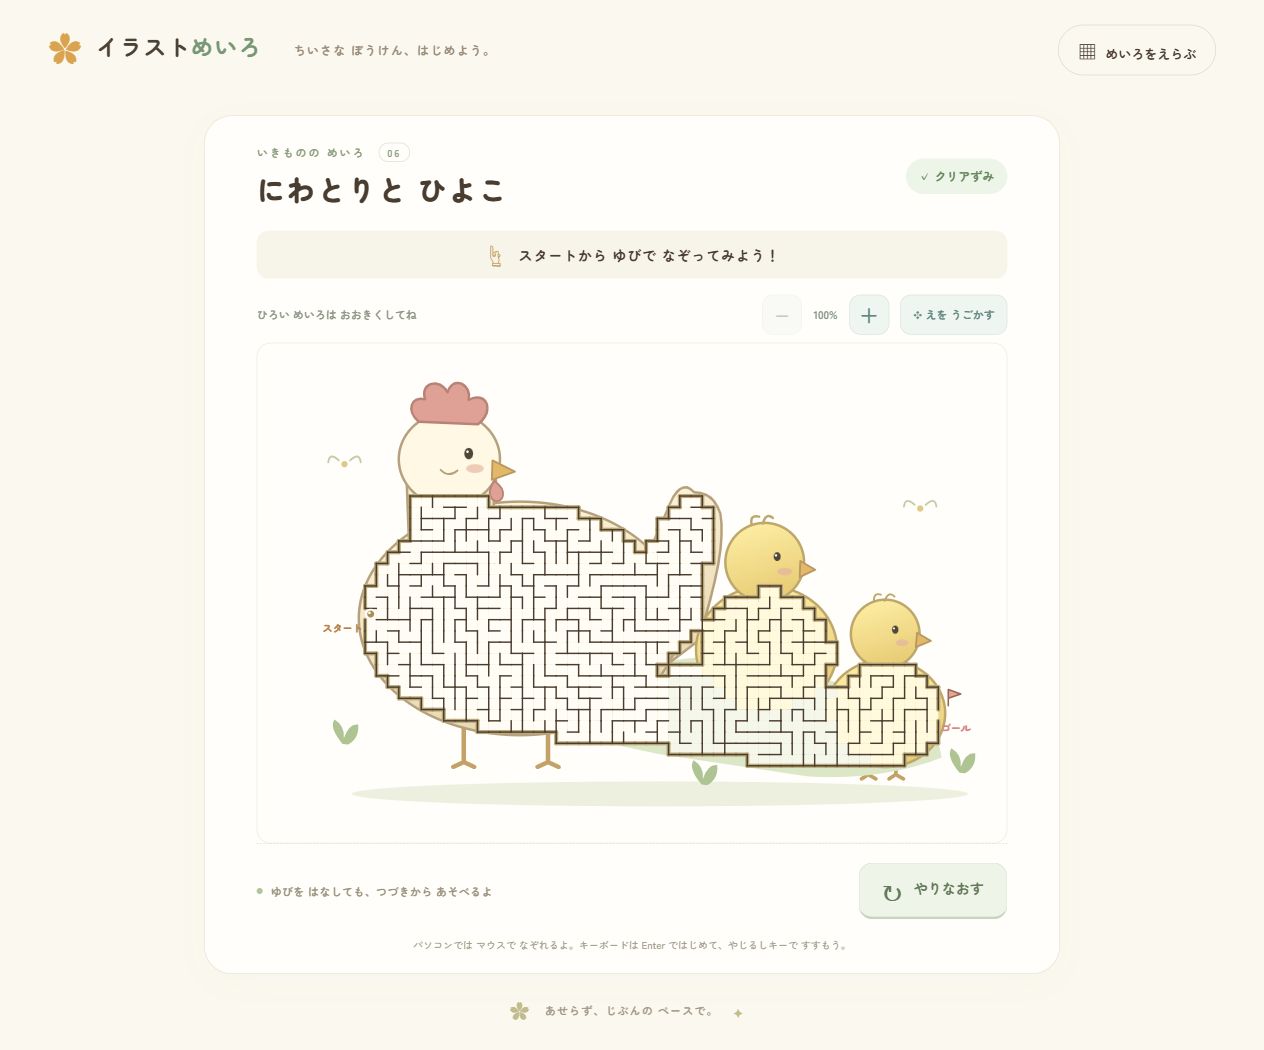 イラストめいろ
ちいさな ぼうけん、はじめよう。
めいろをえらぶ
いきものの めいろ 06
にわとりと ひよこ
✓ クリアずみ
スタートから ゆびで なぞってみよう！
ひろい めいろは おおきくしてね
− 100% +
えを うごかす
スタート
ゴール
ゆびを はなしても、つづきから あそべるよ
↻ やりなおす
パソコンでは マウスで なぞれるよ。キーボードは Enter ではじめて、やじるしキーで すすもう。
あせらず、じぶんの ペースで。